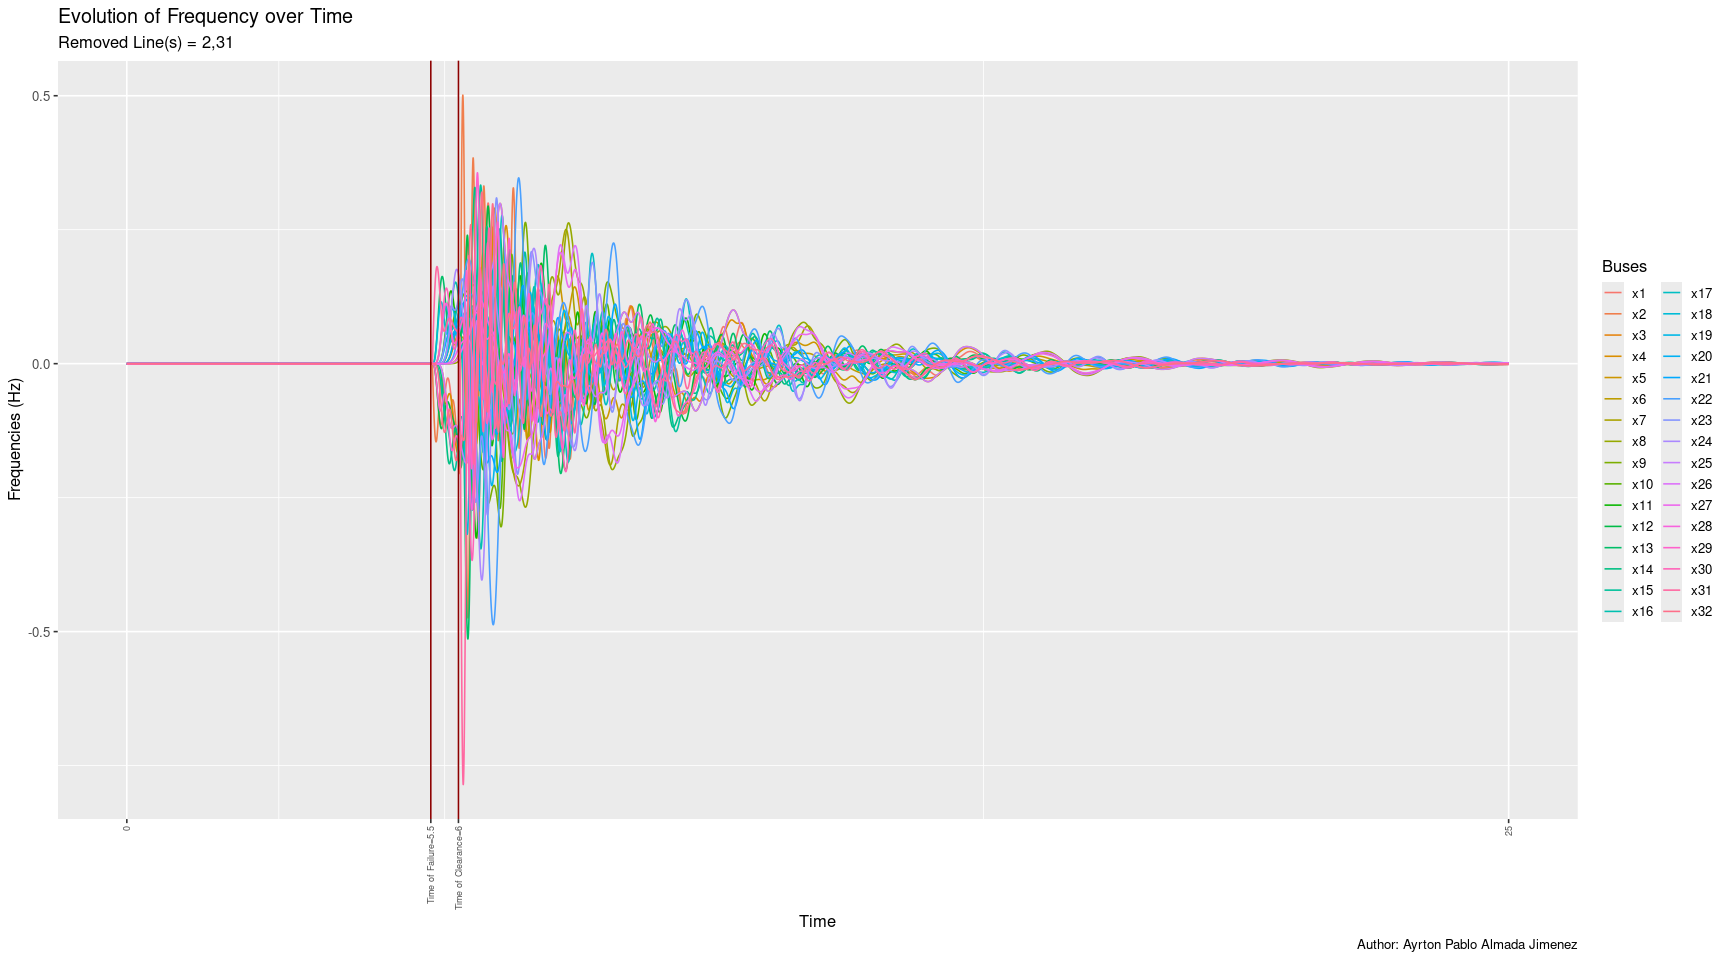 Evolution of Frequency over Time
Removed Line(s) = 2,31
Frequencies (Hz)
0.5
0.0
-0.5
0
Time of Failure=5.5
Time of Clearance=6
25
Time
Buses
x1
x2
x3
x4
x5
x6
x7
x8
x9
x10
x11
x12
x13
x14
x15
x16
x17
x18
x19
x20
x21
x22
x23
x24
x25
x26
x27
x28
x29
x30
x31
x32
Author: Ayrton Pablo Almada Jimenez